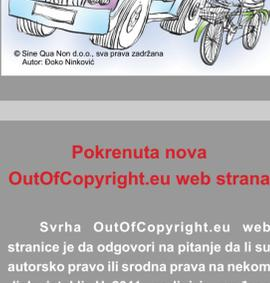 © Sine Qua Non d.o.o., sva prava zadržana
Autor: Đoko Ninković
Pokrenuta nova
OutOfCopyright.eu web strana
Svrha OutOfCopyright.eu web
stranice je da odgovori na pitanje da li su
autorsko pravo ili srodna prava na nekom